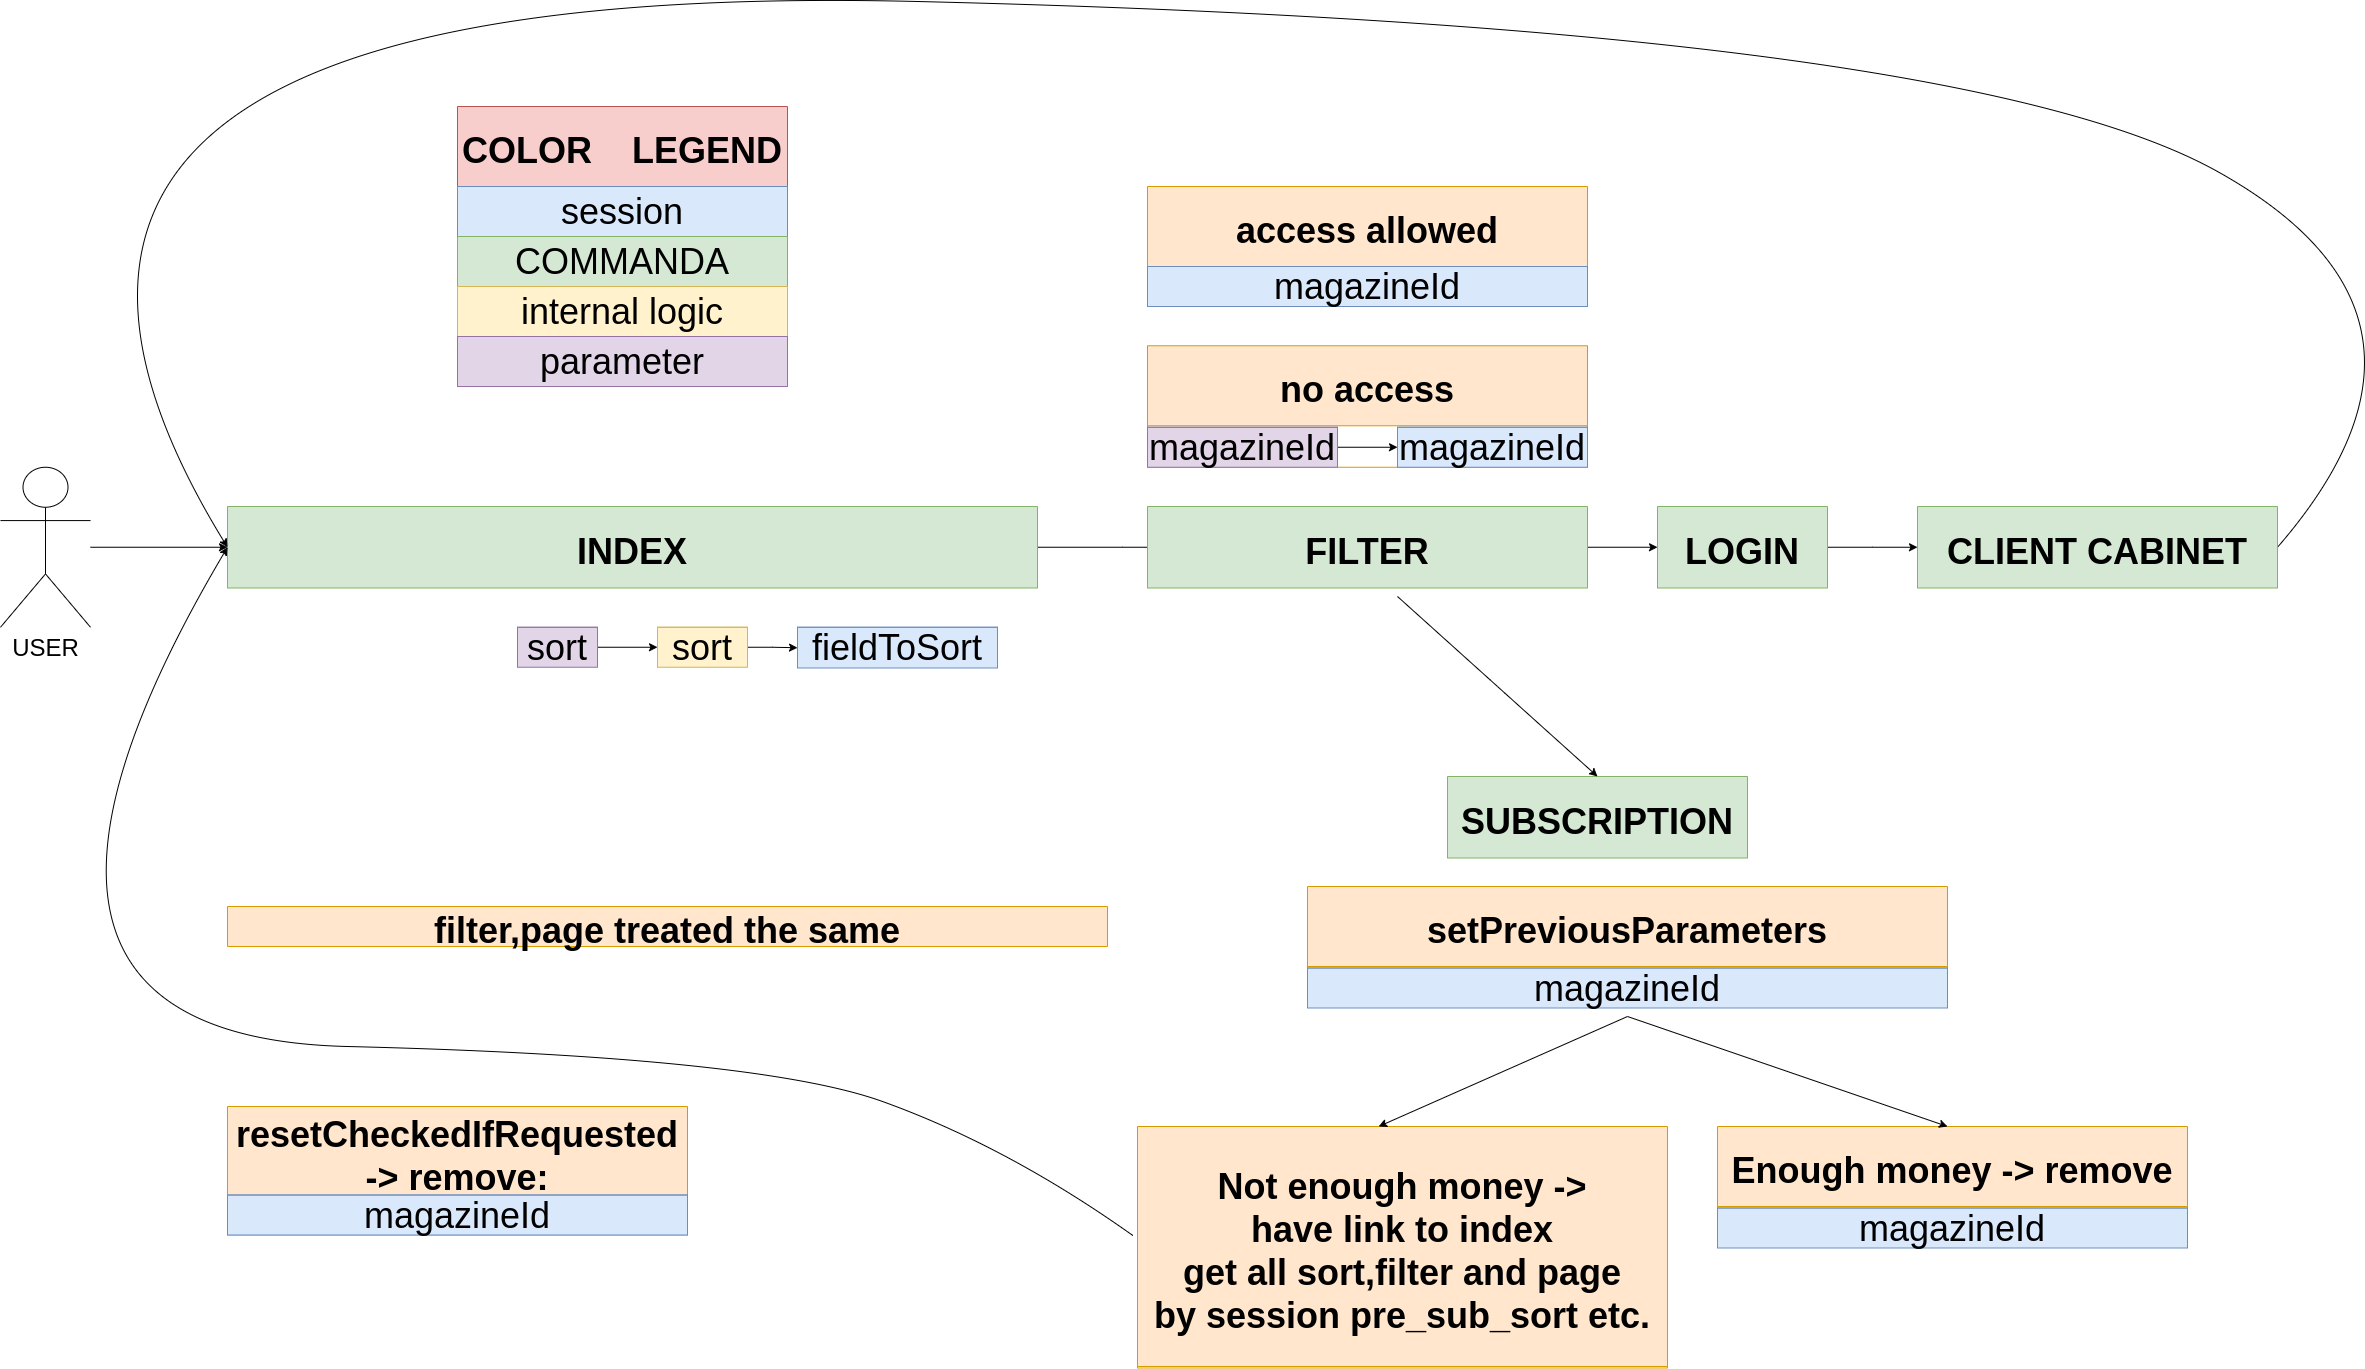 COLOR LEGEND
session
COMMANDA
internal logic
parameter
access allowed
magazineId
no access
magazineId
magazineId
USER
INDEX
FILTER
LOGIN
CLIENT CABINET
sort
sort
fieldToSort
SUBSCRIPTION
filter,page treated the same
setPreviousParameters
magazineId
resetCheckedIfRequested
-> remove:
magazineId
Not enough money ->
have link to index
get all sort,filter and page
by session pre_sub_sort etc.
Enough money -> remove
magazineId